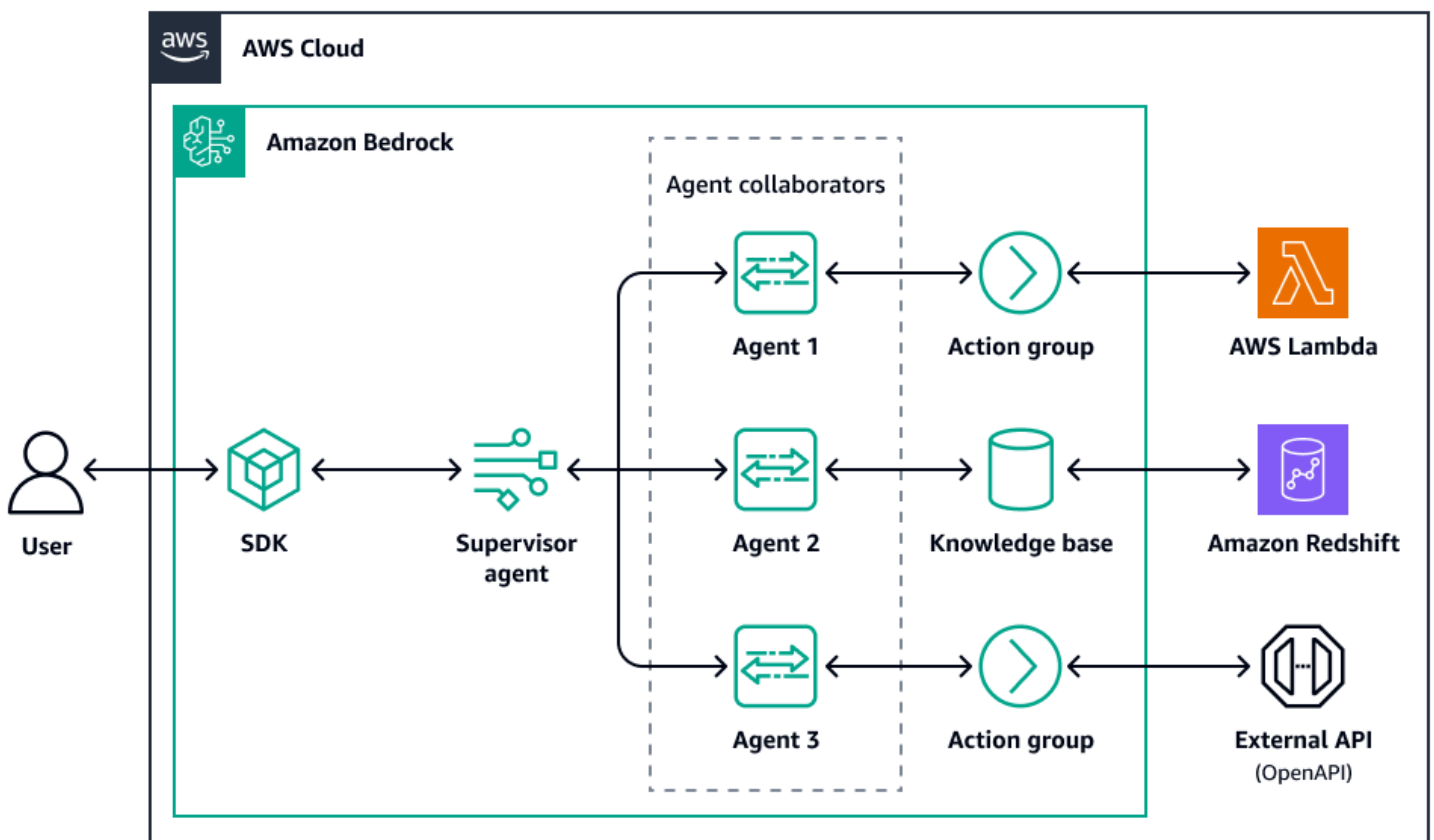 aws
AWS Cloud
Amazon Bedrock
Agent collaborators
Agent 1
Action group
AWS Lambda
User
SDK
Supervisor
agent
Agent 2
Knowledge base
Amazon Redshift
Agent 3
Action group
External API
(OpenAPI)